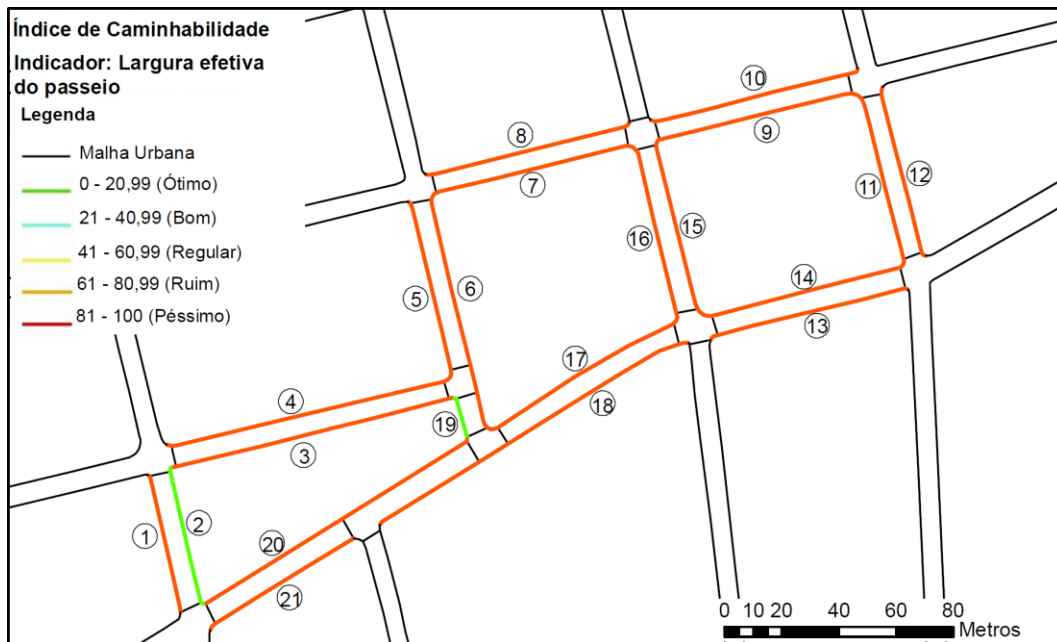 Índice de Caminhabilidade
Indicador: Largura efetiva
do passeio
Legenda
Malha Urbana
0 - 20,99 (Ótimo)
21 - 40,99 (Bom)
41 - 60,99 (Regular)
61 - 80,99 (Ruim)
81 - 100 (Péssimo)
10
8
9
7
11
12
16
15
5
6
14
13
17
18
4
19
3
1
2
20
21
0 10 20 40 60 80
Metros